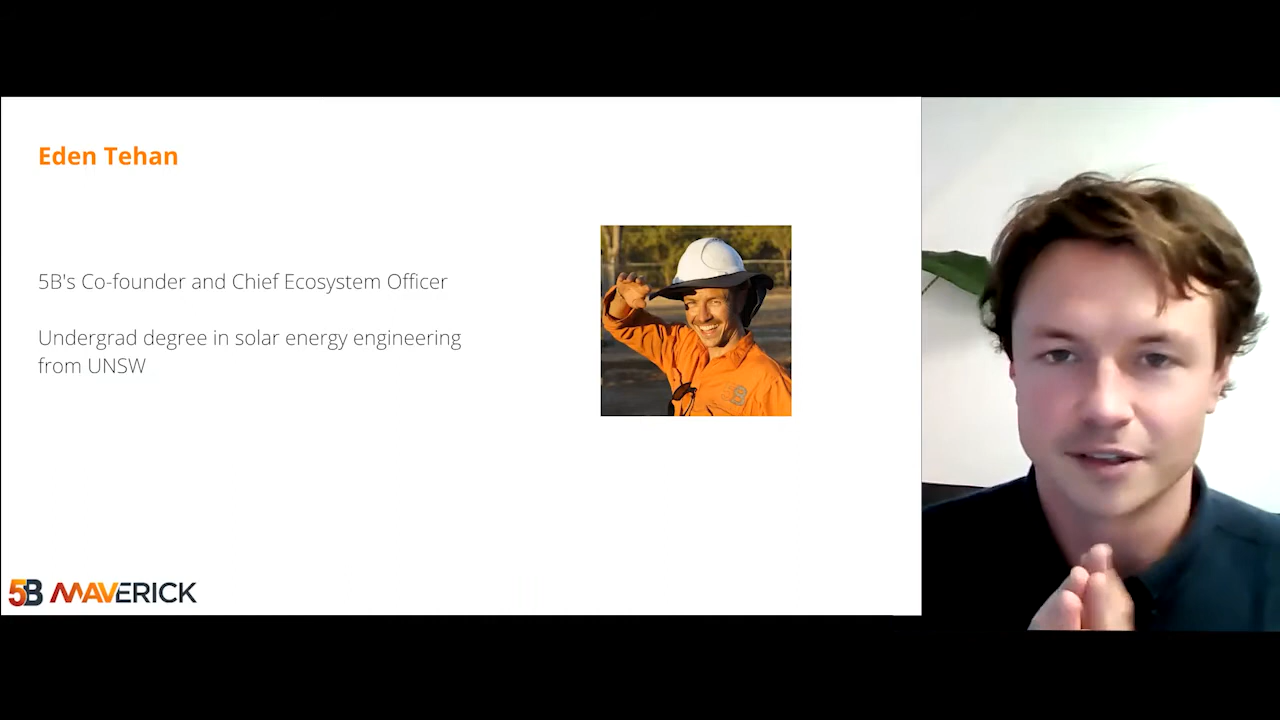 Eden Tehan
5B's Co-founder and Chief Ecosystem Officer
Undergrad degree in solar energy engineering
from UNSW
5B
5B MAVERICK